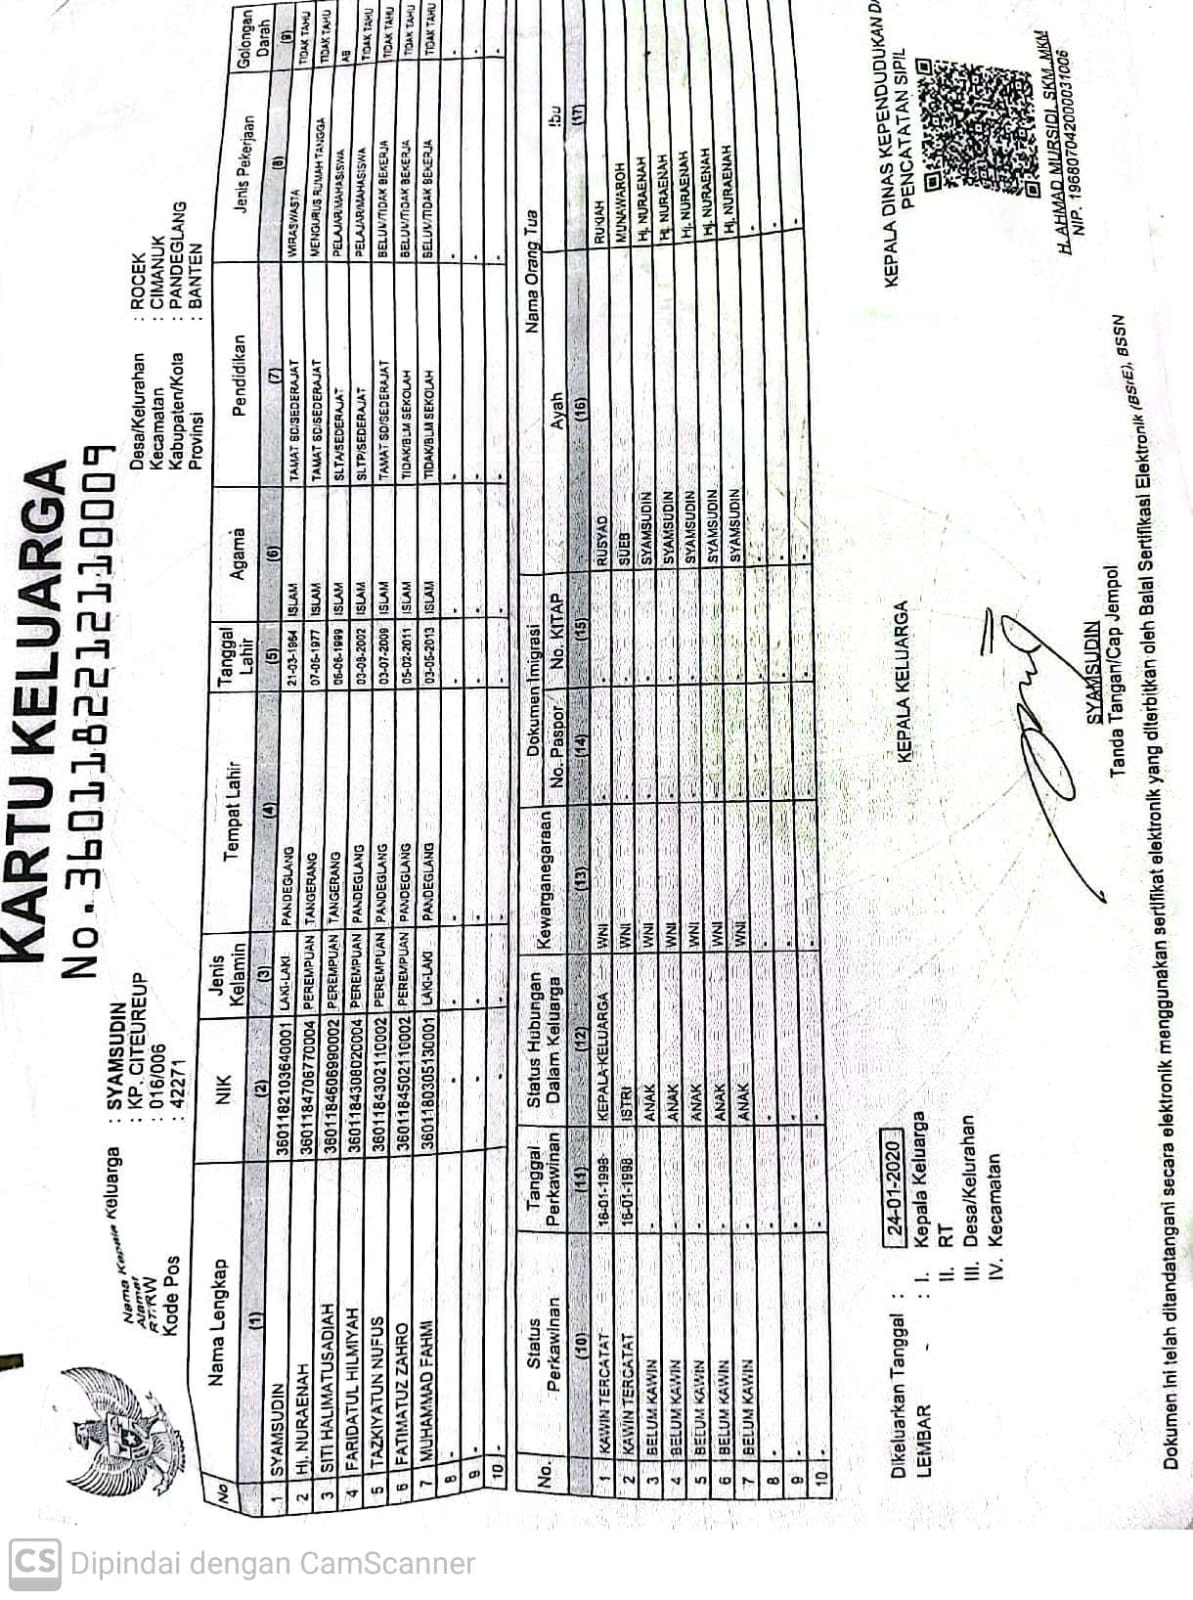 KARTU KELUARGA
No. 3601182212110009
Nama Kepala Keluarga : SYAMSUDIN
Alamat : KP. CITEUREUP
RT/RW : 016/006
Kode Pos : 42271
Desa/Kelurahan : ROCEK
Kecamatan : CIMANUK
Kabupaten/Kota : PANDEGLANG
Provinsi : BANTEN
No Nama Lengkap NIK Jenis Kelamin Tempat Lahir Tanggal Lahir Agama Pendidikan Jenis Pekerjaan Golongan Darah
(1) (2) (3) (4) (5) (6) (7) (8) (9)
1 SYAMSUDIN 3601182103640001 LAKI-LAKI PANDEGLANG 21-03-1964 ISLAM TAMAT SD/SEDERAJAT WIRASWASTA TIDAK TAHU
2 Hj. NURAENAH 3601184706770004 PEREMPUAN TANGERANG 07-06-1977 ISLAM TAMAT SD/SEDERAJAT MENGURUS RUMAH TANGGA TIDAK TAHU
3 SITI HALIMATUSADIAH 3601184606990002 PEREMPUAN TANGERANG 06-06-1999 ISLAM SLTA/SEDERAJAT PELAJAR/MAHASISWA AB
4 FARIDATUL HILMIYAH 3601184308020004 PEREMPUAN PANDEGLANG 03-08-2002 ISLAM SLTP/SEDERAJAT PELAJAR/MAHASISWA TIDAK TAHU
5 TAZKIYATUN NUFUS 3601184302110002 PEREMPUAN PANDEGLANG 03-07-2009 ISLAM TAMAT SD/SEDERAJAT BELUM/TIDAK BEKERJA TIDAK TAHU
6 FATIMATUZ ZAHRO 3601184502110002 PEREMPUAN PANDEGLANG 05-02-2011 ISLAM TIDAK/BLM SEKOLAH BELUM/TIDAK BEKERJA TIDAK TAHU
7 MUHAMMAD FAHMI 3601180305130001 LAKI-LAKI PANDEGLANG 03-05-2013 ISLAM TIDAK/BLM SEKOLAH BELUM/TIDAK BEKERJA TIDAK TAHU
8 - - - - - - - - -
9 - - - - - - - - -
10 - - - - - - - - -
No. Status Perkawinan Tanggal Perkawinan Status Hubungan Dalam Keluarga Kewarganegaraan Dokumen Imigrasi Nama Orang Tua
No. Paspor No. KITAP Ayah Ibu
(10) (11) (12) (13) (14) (15) (16) (17)
1 KAWIN TERCATAT 16-01-1998 KEPALA KELUARGA WNI - - RUSYAD RUKIAH
2 KAWIN TERCATAT 16-01-1998 ISTRI WNI - - SUEB MUNAWAROH
3 BELUM KAWIN - ANAK WNI - - SYAMSUDIN Hj. NURAENAH
4 BELUM KAWIN - ANAK WNI - - SYAMSUDIN Hj. NURAENAH
5 BELUM KAWIN - ANAK WNI - - SYAMSUDIN Hj. NURAENAH
6 BELUM KAWIN - ANAK WNI - - SYAMSUDIN Hj. NURAENAH
7 BELUM KAWIN - ANAK WNI - - SYAMSUDIN Hj. NURAENAH
8 - - - - - - - -
9 - - - - - - - -
10 - - - - - - - -
Dikeluarkan Tanggal : 24-01-2020
LEMBAR - : I. Kepala Keluarga
II. RT
III. Desa/Kelurahan
IV. Kecamatan
KEPALA KELUARGA
SYAMSUDIN
Tanda Tangan/Cap Jempol
KEPALA DINAS KEPENDUDUKAN DA
PENCATATAN SIPIL
H. AHMAD MURSIDI, SKM, MKM
NIP. 196807042000031006
Dokumen ini telah ditandatangani secara elektronik menggunakan sertifikat elektronik yang diterbitkan oleh Balai Sertifikasi Elektronik (BSrE), BSSN
CS Dipindai dengan CamScanner